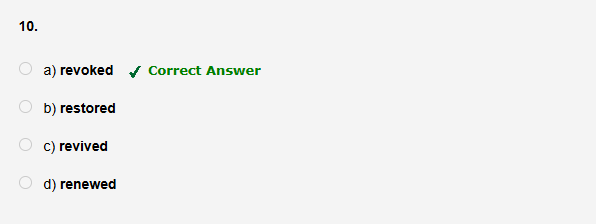 10.
a) revoked ✓ Correct Answer
b) restored
c) revived
d) renewed